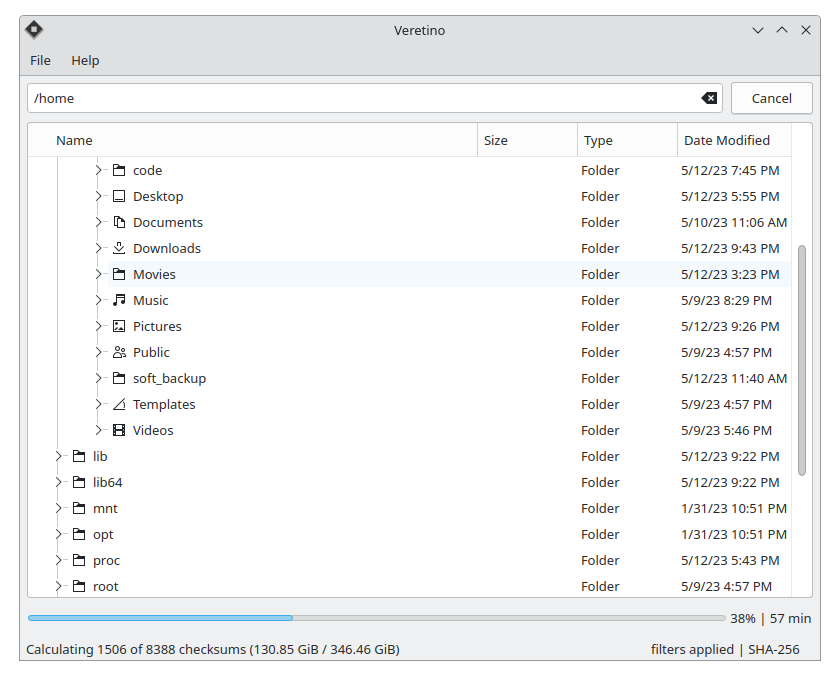 Veretino
File Help
/home Cancel
Name Size Type Date Modified
code Folder 5/12/23 7:45 PM
Desktop Folder 5/12/23 5:55 PM
Documents Folder 5/10/23 11:06 AM
Downloads Folder 5/12/23 9:43 PM
Movies Folder 5/12/23 3:23 PM
Music Folder 5/9/23 8:29 PM
Pictures Folder 5/12/23 9:26 PM
Public Folder 5/9/23 4:57 PM
soft_backup Folder 5/12/23 11:40 AM
Templates Folder 5/9/23 4:57 PM
Videos Folder 5/9/23 5:46 PM
lib Folder 5/12/23 9:22 PM
lib64 Folder 5/12/23 9:22 PM
mnt Folder 1/31/23 10:51 PM
opt Folder 1/31/23 10:51 PM
proc Folder 5/12/23 5:43 PM
root Folder 5/9/23 4:57 PM
38% | 57 min
Calculating 1506 of 8388 checksums (130.85 GiB / 346.46 GiB) filters applied | SHA-256